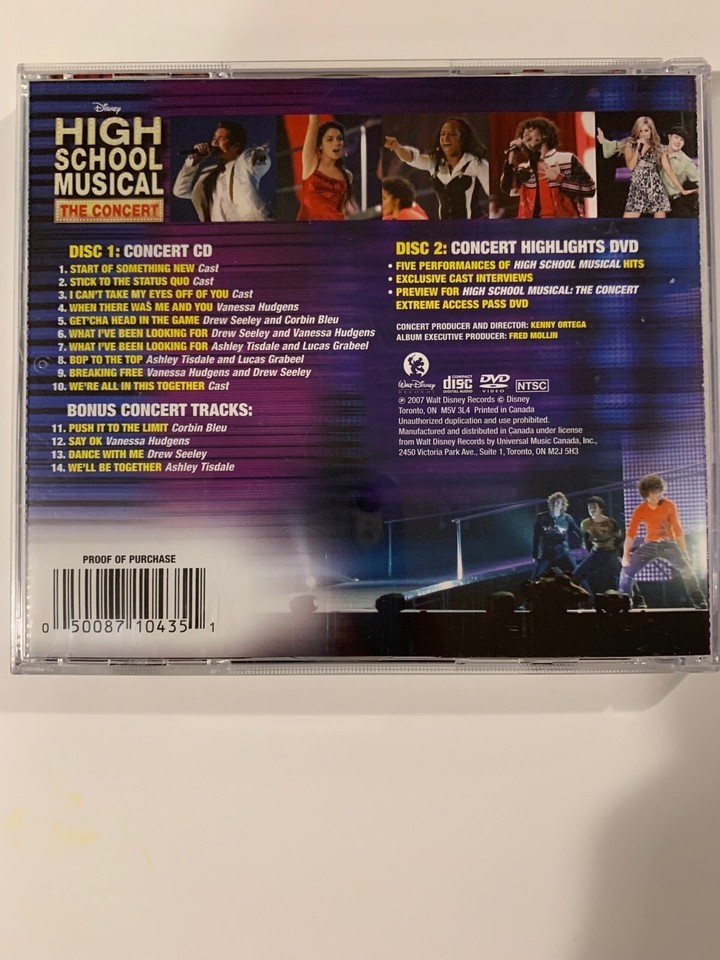 Disney
HIGH
SCHOOL
MUSICAL
THE CONCERT
DISC 1: CONCERT CD
1. START OF SOMETHING NEW Cast
2. STICK TO THE STATUS QUO Cast
3. I CAN'T TAKE MY EYES OFF OF YOU Cast
4. WHEN THERE WAS ME AND YOU Vanessa Hudgens
5. GET'CHA HEAD IN THE GAME Drew Seeley and Corbin Bleu
6. WHAT I'VE BEEN LOOKING FOR Drew Seeley and Vanessa Hudgens
7. WHAT I'VE BEEN LOOKING FOR Ashley Tisdale and Lucas Grabeel
8. BOP TO THE TOP Ashley Tisdale and Lucas Grabeel
9. BREAKING FREE Vanessa Hudgens and Drew Seeley
10. WE'RE ALL IN THIS TOGETHER Cast
BONUS CONCERT TRACKS:
11. PUSH IT TO THE LIMIT Corbin Bleu
12. SAY OK Vanessa Hudgens
13. DANCE WITH ME Drew Seeley
14. WE'LL BE TOGETHER Ashley Tisdale
DISC 2: CONCERT HIGHLIGHTS DVD
• FIVE PERFORMANCES OF HIGH SCHOOL MUSICAL HITS
• EXCLUSIVE CAST INTERVIEWS
• PREVIEW FOR HIGH SCHOOL MUSICAL: THE CONCERT
EXTREME ACCESS PASS DVD
CONCERT PRODUCER AND DIRECTOR: KENNY ORTEGA
ALBUM EXECUTIVE PRODUCER: FRED MOLLIN
Walt Disney
RECORDS
COMPACT
disc
DIGITAL AUDIO
DVD
VIDEO
NTSC
℗ 2007 Walt Disney Records © Disney
Toronto, ON M5V 3L4 Printed in Canada
Unauthorized duplication and use prohibited.
Manufactured and distributed in Canada under license
from Walt Disney Records by Universal Music Canada, Inc.,
2450 Victoria Park Ave., Suite 1, Toronto, ON M2J 5H3
PROOF OF PURCHASE
0 50087 10435 1